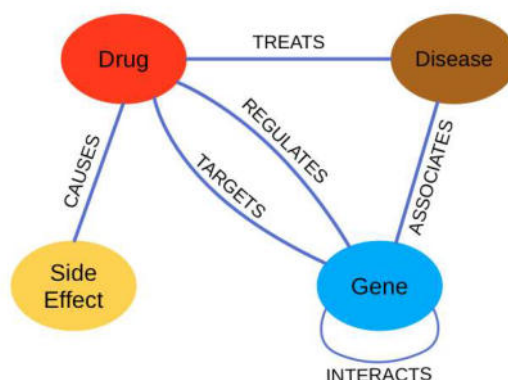 Drug
TREATS
Disease
CAUSES
TARGETS
REGULATES
ASSOCIATES
Side
Effect
Gene
INTERACTS